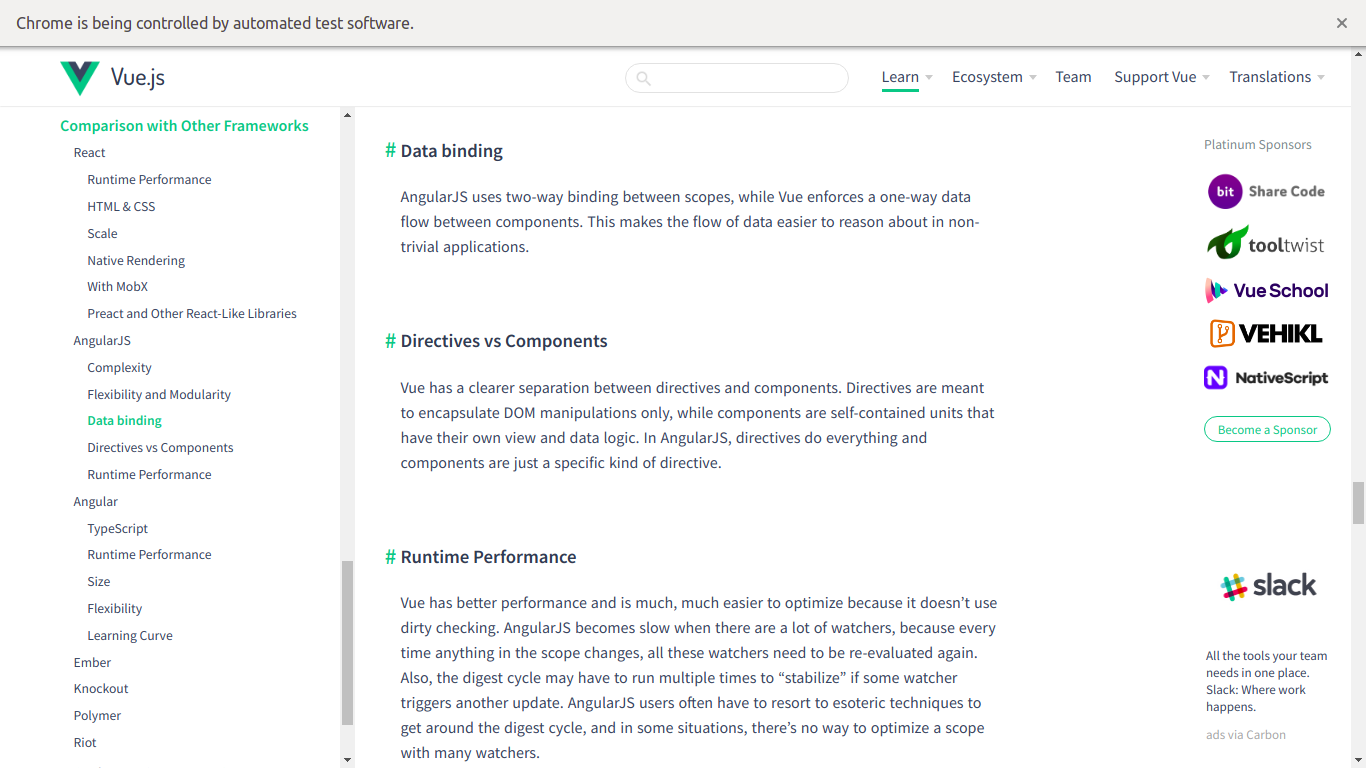 Chrome is being controlled by automated test software.
Vue.js
Learn
Ecosystem
Team
Support Vue
Translations
Comparison with Other Frameworks
React
Runtime Performance
HTML & CSS
Scale
Native Rendering
With MobX
Preact and Other React-Like Libraries
AngularJS
Complexity
Flexibility and Modularity
Data binding
Directives vs Components
Runtime Performance
Angular
TypeScript
Runtime Performance
Size
Flexibility
Learning Curve
Ember
Knockout
Polymer
Riot
# Data binding
AngularJS uses two-way binding between scopes, while Vue enforces a one-way data
flow between components. This makes the flow of data easier to reason about in non-
trivial applications.
# Directives vs Components
Vue has a clearer separation between directives and components. Directives are meant
to encapsulate DOM manipulations only, while components are self-contained units that
have their own view and data logic. In AngularJS, directives do everything and
components are just a specific kind of directive.
# Runtime Performance
Vue has better performance and is much, much easier to optimize because it doesn’t use
dirty checking. AngularJS becomes slow when there are a lot of watchers, because every
time anything in the scope changes, all these watchers need to be re-evaluated again.
Also, the digest cycle may have to run multiple times to “stabilize” if some watcher
triggers another update. AngularJS users often have to resort to esoteric techniques to
get around the digest cycle, and in some situations, there’s no way to optimize a scope
with many watchers.
Platinum Sponsors
bit Share Code
tooltwist
Vue School
VEHIKL
N NativeScript
Become a Sponsor
slack
All the tools your team
needs in one place.
Slack: Where work
happens.
ads via Carbon